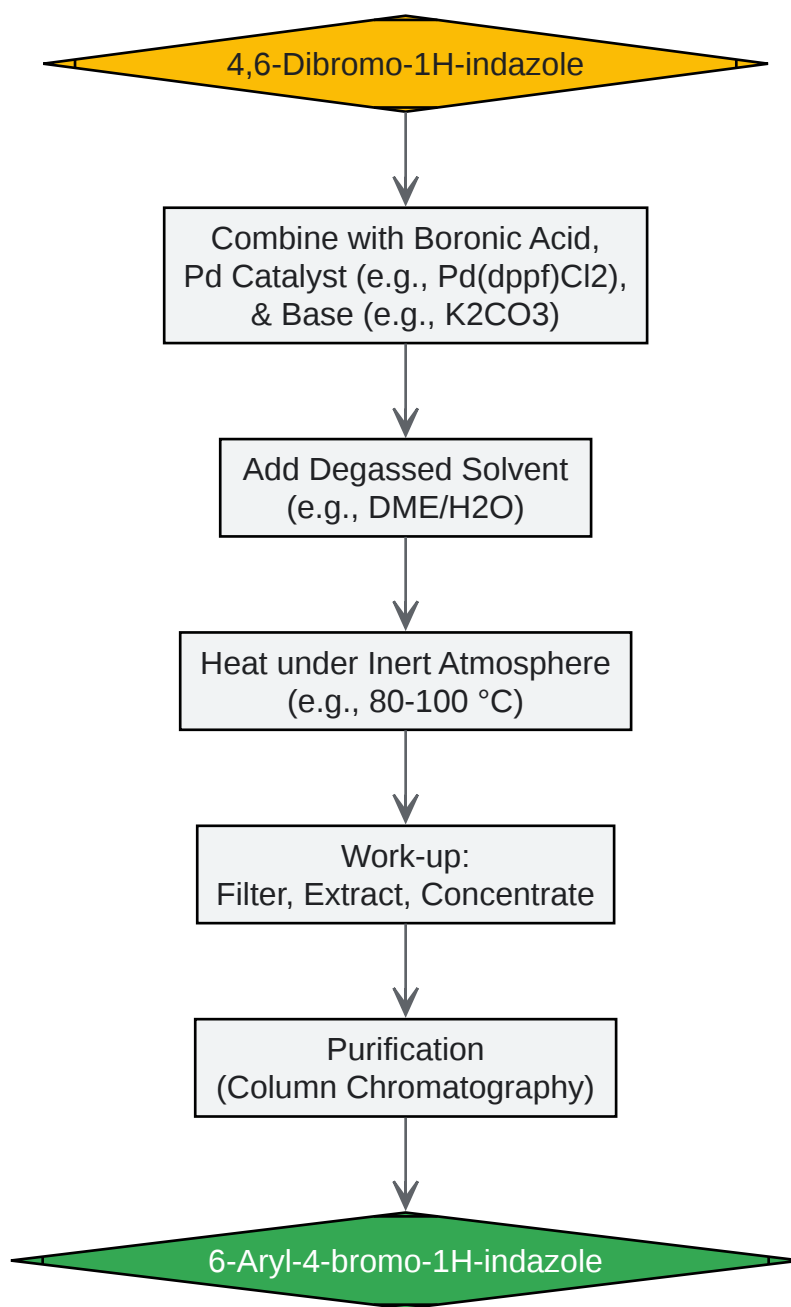 4,6-Dibromo-1H-indazole
Combine with Boronic Acid,
Pd Catalyst (e.g., Pd(dppf)Cl2),
& Base (e.g., K2CO3)
Add Degassed Solvent
(e.g., DME/H2O)
Heat under Inert Atmosphere
(e.g., 80-100 °C)
Work-up:
Filter, Extract, Concentrate
Purification
(Column Chromatography)
6-Aryl-4-bromo-1H-indazole